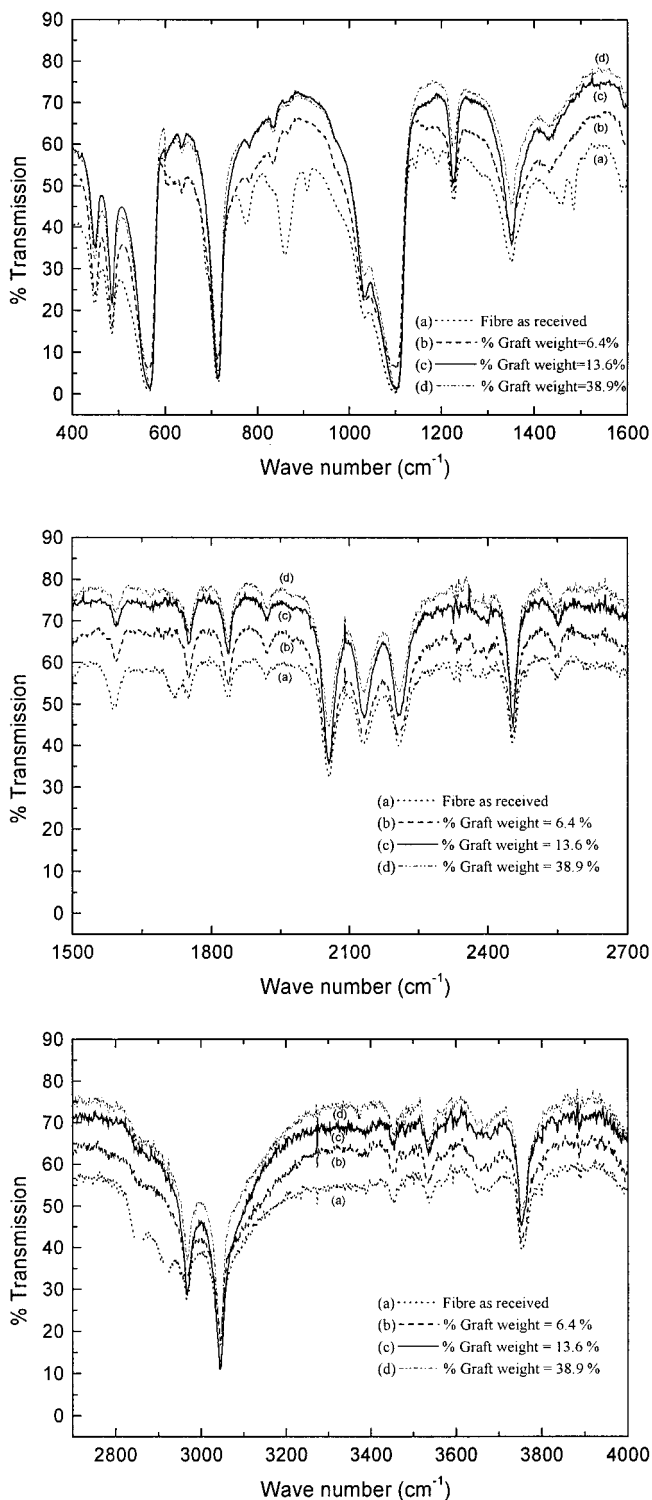 90
80
70
60
50
40
30
20
10
0
% Transmission
(d)
(c)
(b)
(a)
(a) Fibre as received
(b) % Graft weight=6.4%
(c) % Graft weight=13.6%
(d) % Graft weight=38.9%
400 600 800 1000 1200 1400 1600
Wave number (cm⁻¹)
90
80
70
60
50
40
30
20
10
0
% Transmission
(d)
(c)
(b)
(a)
(a) Fibre as received
(b) % Graft weight = 6.4 %
(c) % Graft weight = 13.6 %
(d) % Graft weight = 38.9 %
1500 1800 2100 2400 2700
Wave number (cm⁻¹)
90
80
70
60
50
40
30
20
10
0
% Transmission
(d)
(c)
(b)
(a)
(a) Fibre as received
(b) % Graft weight = 6.4 %
(c) % Graft weight = 13.6 %
(d) % Graft weight = 38.9 %
2800 3000 3200 3400 3600 3800 4000
Wave number (cm⁻¹)